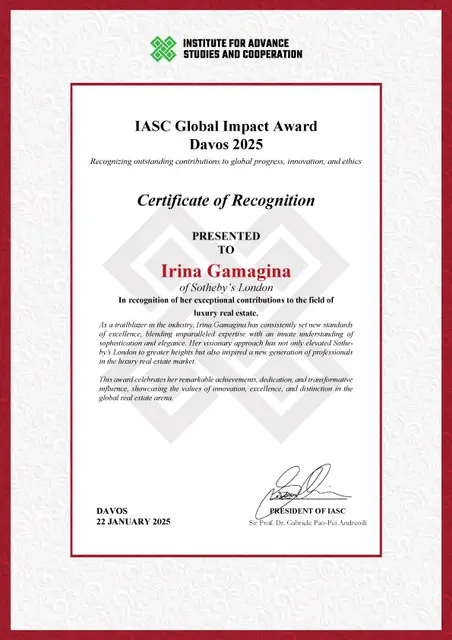 INSTITUTE FOR ADVANCE
STUDIES AND COOPERATION
IASC Global Impact Award
Davos 2025
Recognizing outstanding contributions to global progress, innovation, and ethics
Certificate of Recognition
PRESENTED
TO
Irina Gamagina
of Sotheby's London
In recognition of her exceptional contributions to the field of
luxury real estate.
As a trailblazer in the industry, Irina Gamagina has consistently set new standards
of excellence, blending unparalleled expertise with an innate understanding of
sophistication and elegance. Her visionary approach has not only elevated Sothe-
by's London to greater heights but also inspired a new generation of professionals
in the luxury real estate market.
This award celebrates her remarkable achievements, dedication, and transformative
influence, showcasing the values of innovation, excellence, and distinction in the
global real estate arena.
DAVOS
22 JANUARY 2025
PRESIDENT OF IASC
Sir Prof. Dr. Gabriele Pao-Pei Andreoli